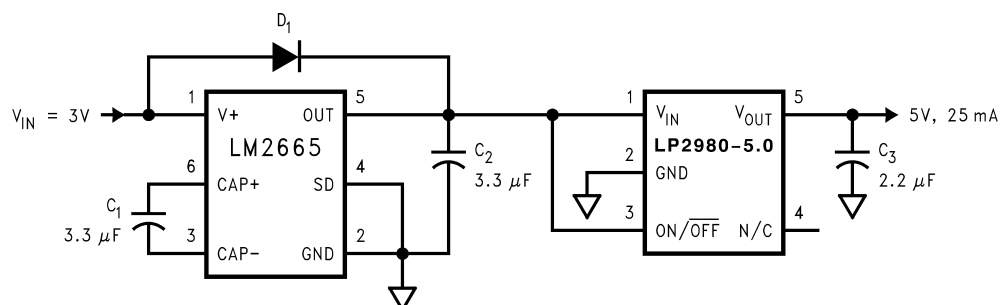 D1
VIN = 3V
1
V+
OUT
5
LM2665
6
CAP+
SD
4
C1
3.3 μF
3
CAP-
GND
2
C2
3.3 μF
1
VIN
VOUT
5
LP2980-5.0
2
GND
3
ON/OFF
N/C
4
5V, 25 mA
C3
2.2 μF